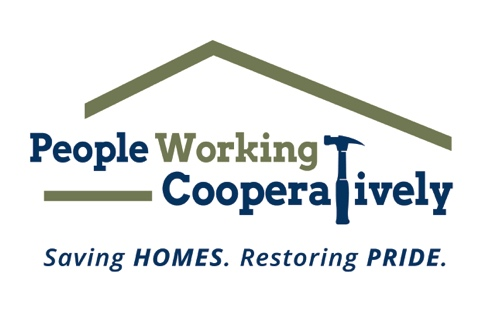 People Working
Cooperatively
Saving HOMES. Restoring PRIDE.